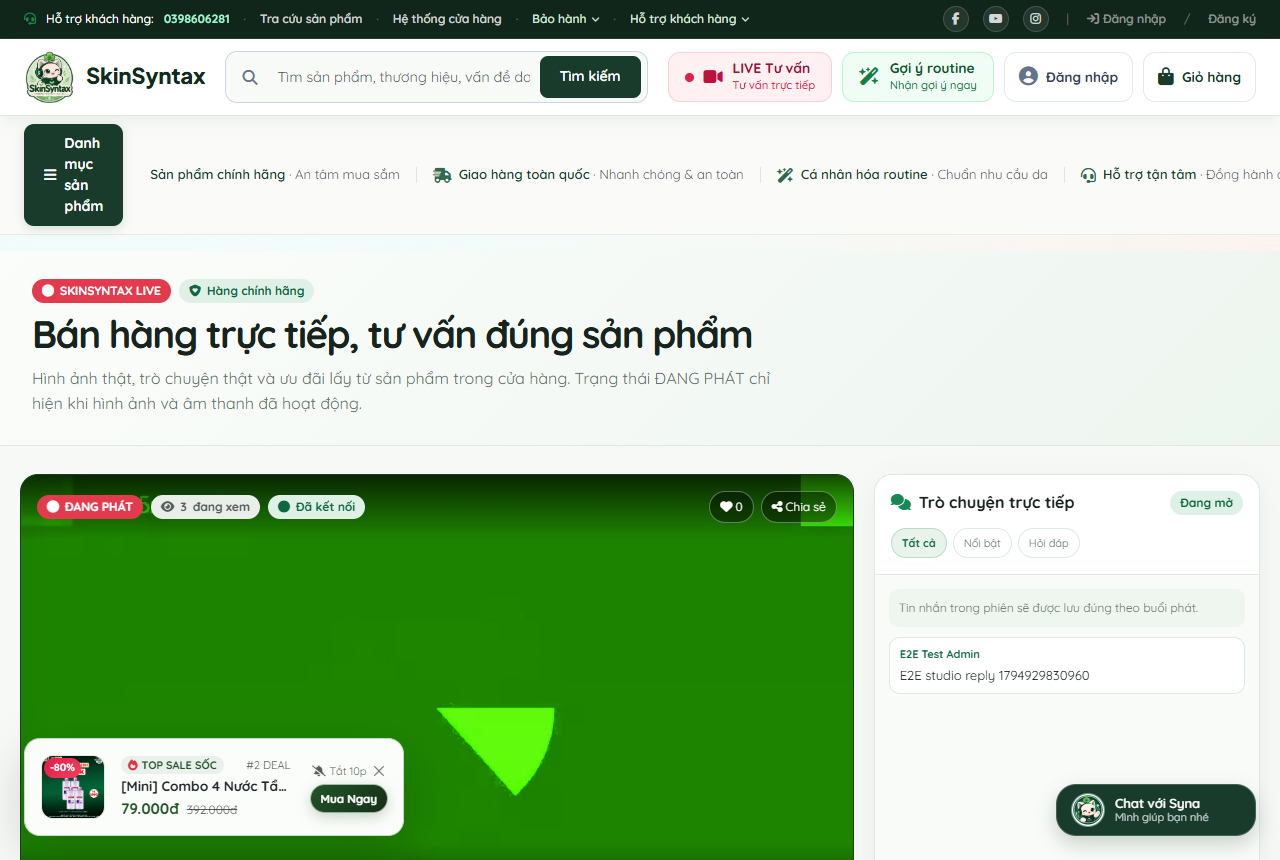 Hỗ trợ khách hàng: 0398606281 · Tra cứu sản phẩm · Hệ thống cửa hàng · Bảo hành · Hỗ trợ khách hàng | Đăng nhập / Đăng ký
SkinSyntax
SkinSyntax
Tìm sản phẩm, thương hiệu, vấn đề da
Tìm kiếm
LIVE Tư vấn
Tư vấn trực tiếp
Gợi ý routine
Nhận gợi ý ngay
Đăng nhập
Giỏ hàng
Danh
mục
sản
phẩm
Sản phẩm chính hãng · An tâm mua sắm
Giao hàng toàn quốc · Nhanh chóng & an toàn
Cá nhân hóa routine · Chuẩn nhu cầu da
Hỗ trợ tận tâm · Đồng hành
SKINSYNTAX LIVE
Hàng chính hãng
Bán hàng trực tiếp, tư vấn đúng sản phẩm
Hình ảnh thật, trò chuyện thật và ưu đãi lấy từ sản phẩm trong cửa hàng. Trạng thái ĐANG PHÁT chỉ
hiện khi hình ảnh và âm thanh đã hoạt động.
ĐANG PHÁT
3 đang xem
Đã kết nối
0
Chia sẻ
-80%
TOP SALE SỐC
#2 DEAL
[Mini] Combo 4 Nước Tẩ...
79.000đ 392.000đ
Tắt 10p
Mua Ngay
Trò chuyện trực tiếp
Đang mở
Tất cả
Nổi bật
Hỏi đáp
Tin nhắn trong phiên sẽ được lưu đúng theo buổi phát.
E2E Test Admin
E2E studio reply 1794929830960
Chat với Syna
Mình giúp bạn nhé